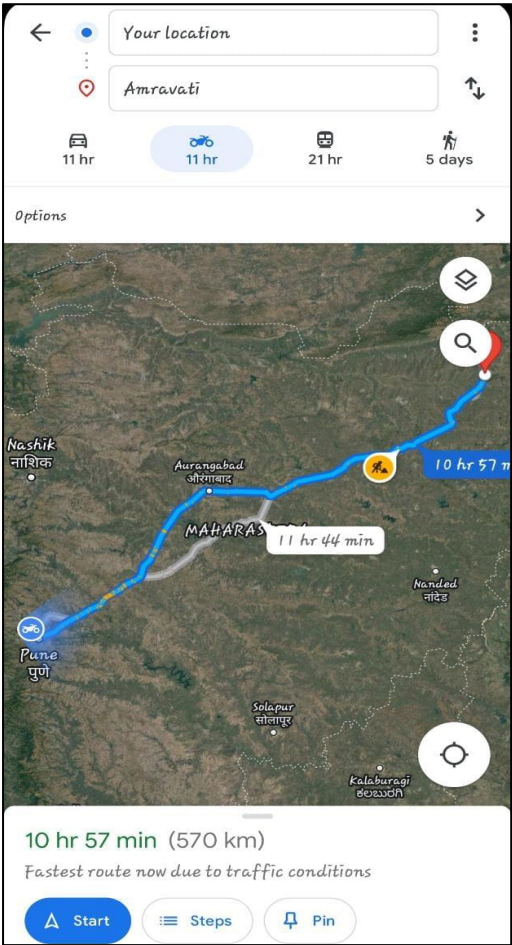 Your location
Amravati
11 hr
11 hr
21 hr
5 days
Options
Nashik
नाशिक
Aurangabad
औरंगाबाद
10 hr 57 m
MAHARAS
11 hr 44 min
Nanded
नांदेड
Pune
पुणे
Solapur
सोलापूर
Kalaburagi
ಕಲಬುರಗಿ
10 hr 57 min (570 km)
Fastest route now due to traffic conditions
Start
Steps
Pin